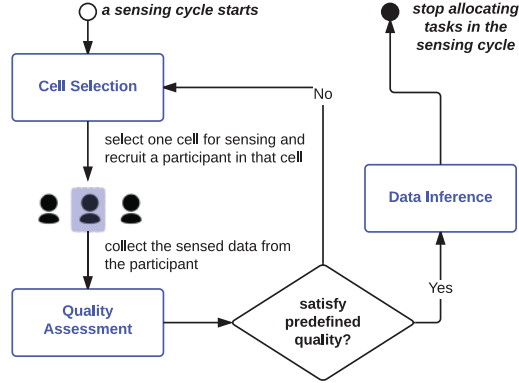 a sensing cycle starts
stop allocating
tasks in the
sensing cycle
Cell Selection
No
select one cell for sensing and
recruit a participant in that cell
Data Inference
collect the sensed data from
the participant
Quality
Assessment
satisfy
predefined
quality?
Yes